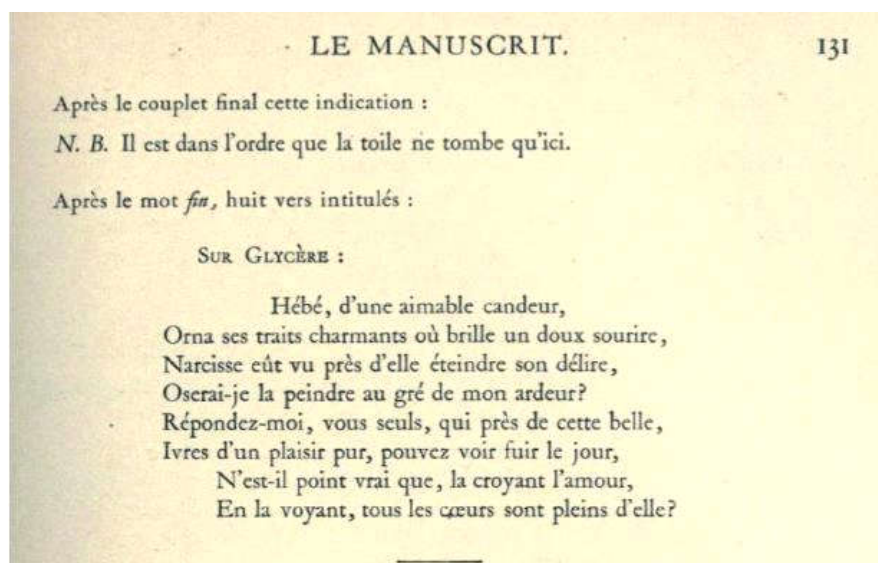 LE MANUSCRIT. 131
Après le couplet final cette indication :
N. B. Il est dans l'ordre que la toile ne tombe qu'ici.
Après le mot fin, huit vers intitulés :
Sur Glycère :
Hébé, d'une aimable candeur,
Orna ses traits charmants où brille un doux sourire,
Narcisse eût vu près d'elle éteindre son délire,
Oserai-je la peindre au gré de mon ardeur?
Répondez-moi, vous seuls, qui près de cette belle,
Ivres d'un plaisir pur, pouvez voir fuir le jour,
N'est-il point vrai que, la croyant l'amour,
En la voyant, tous les cœurs sont pleins d'elle?